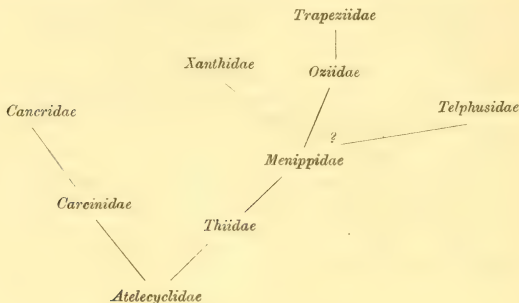 Trapeziidae
Xanthidae
Oziidae
Cancridae
Telphusidae
?
Menippidae
Carcinidae
Thiidae
Atelecyclidae